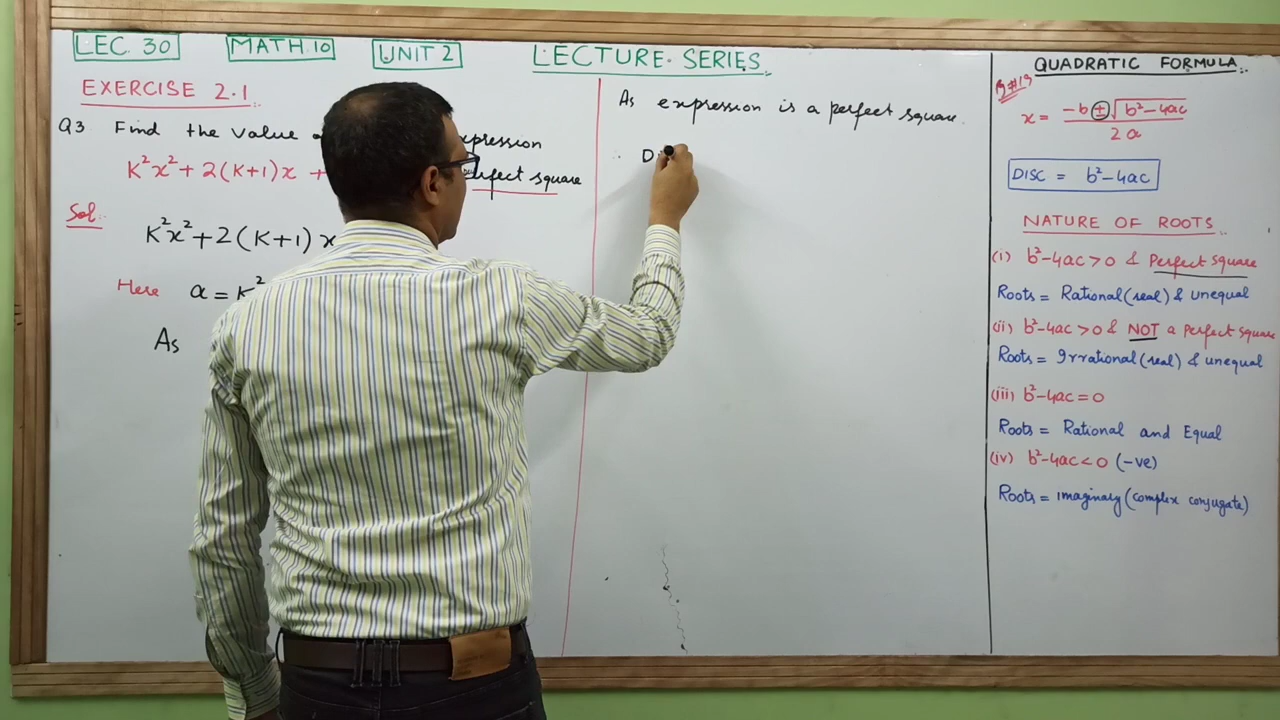 LEC. 30
MATH 10
UNIT 2
LECTURE SERIES
EXERCISE 2.1
Q3 Find the value
expression
K²x² + 2(K+1)x +
perfect square
Sol:
K²x² + 2(K+1)x
Here a = K²
As
As expression is a perfect square.
∴ D
QUADRATIC FORMULA
x = −b ± √b² − 4ac / 2a
DISC = b² − 4ac
NATURE OF ROOTS
(i) b² − 4ac > 0 & Perfect square
Roots = Rational (real) & unequal
(ii) b² − 4ac > 0 & NOT a perfect square
Roots = Irrational (real) & unequal
(iii) b² − 4ac = 0
Roots = Rational and Equal
(iv) b² − 4ac < 0 (−ve)
Roots = imaginary (complex conjugate)